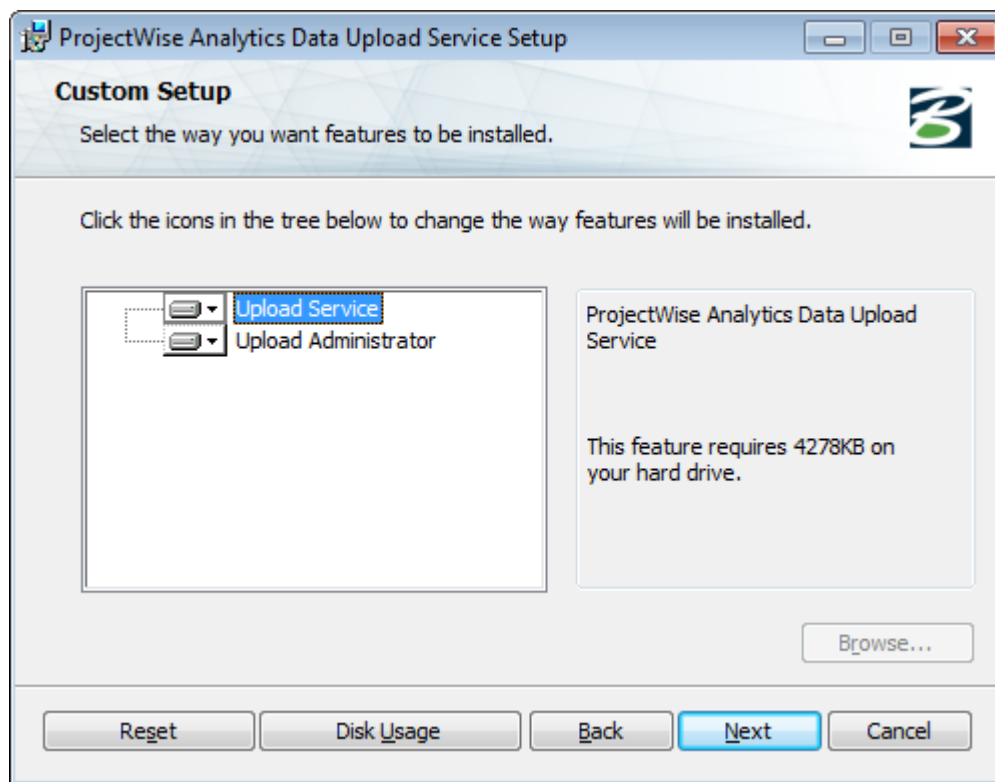 ProjectWise Analytics Data Upload Service Setup
Custom Setup
Select the way you want features to be installed.
Click the icons in the tree below to change the way features will be installed.
Upload Service
Upload Administrator
ProjectWise Analytics Data Upload
Service
This feature requires 4278KB on
your hard drive.
Browse...
Reset
Disk Usage
Back
Next
Cancel